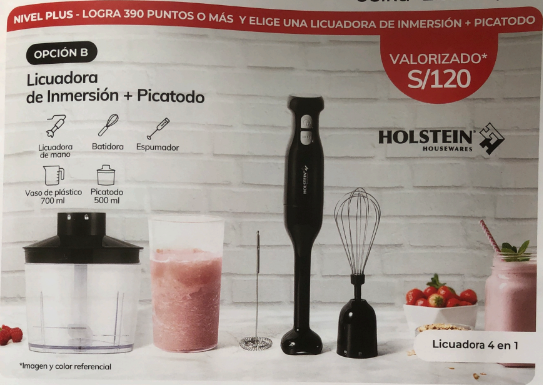 NIVEL PLUS - LOGRA 390 PUNTOS O MÁS Y ELIGE UNA LICUADORA DE INMERSIÓN + PICATODO
OPCIÓN B
Licuadora
de Inmersión + Picatodo
Licuadora
de mano
Batidora
Espumador
Vaso de plástico
700 ml
Picatodo
500 ml
VALORIZADO*
S/120
HOLSTEIN
HOUSEWARES
Licuadora 4 en 1
*Imagen y color referencial